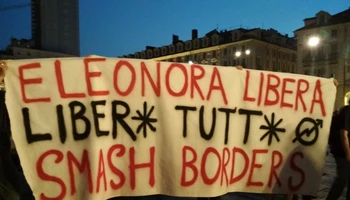 ELEONORA LIBERA
LIBER* TUTT*
SMASH BORDERS